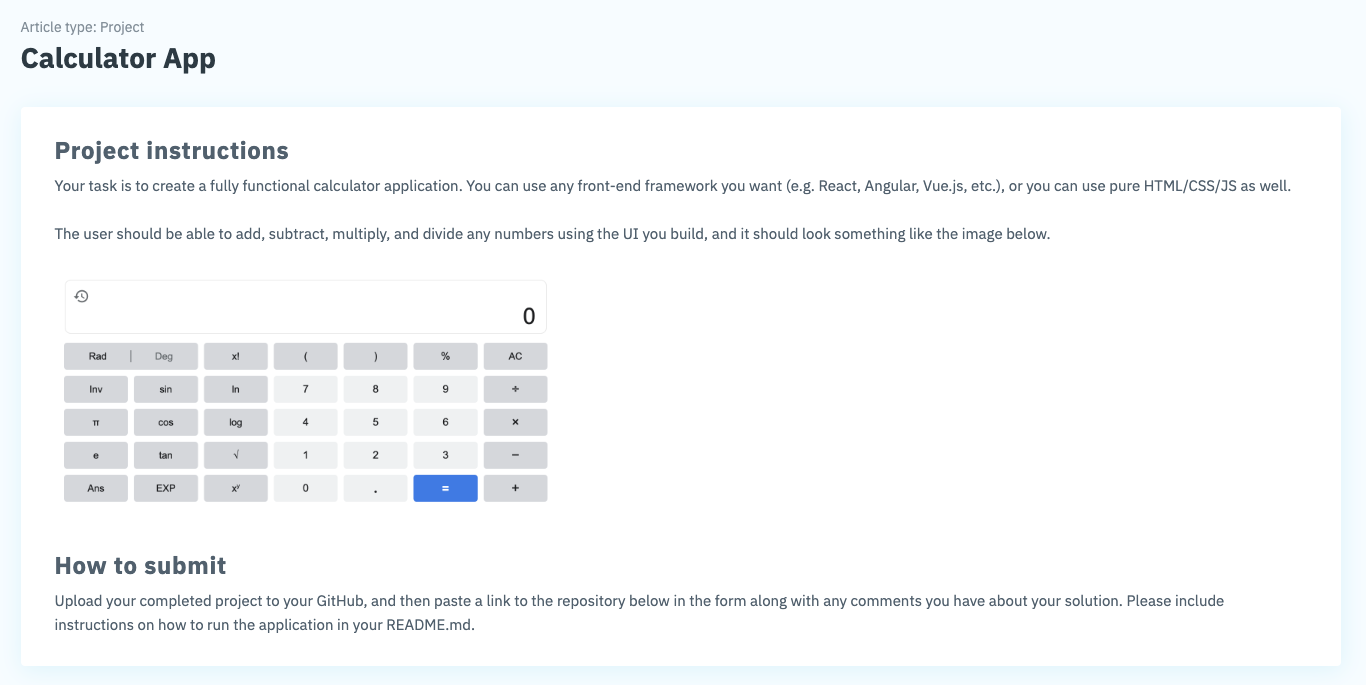 Article type: Project
Calculator App
Project instructions
Your task is to create a fully functional calculator application. You can use any front-end framework you want (e.g. React, Angular, Vue.js, etc.), or you can use pure HTML/CSS/JS as well.
The user should be able to add, subtract, multiply, and divide any numbers using the UI you build, and it should look something like the image below.
0
Rad | Deg x! ( ) % AC
Inv sin ln 7 8 9 ÷
π cos log 4 5 6 ×
e tan √ 1 2 3 −
Ans EXP xʸ 0 . = +
How to submit
Upload your completed project to your GitHub, and then paste a link to the repository below in the form along with any comments you have about your solution. Please include
instructions on how to run the application in your README.md.